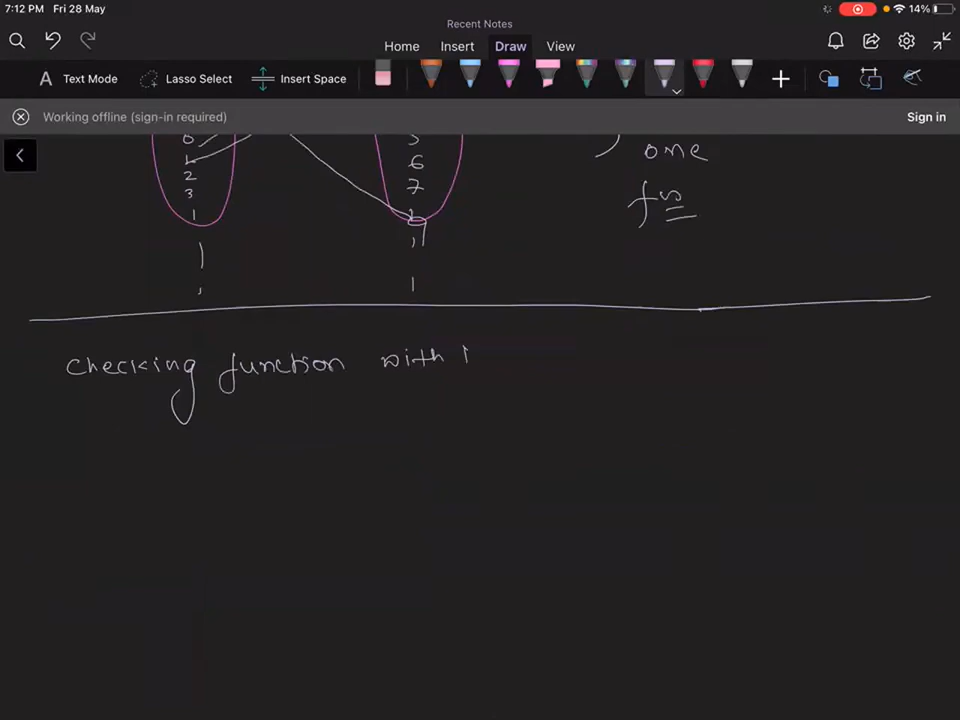 7:12 PM Fri 28 May
14%
Recent Notes
Home Insert Draw View
Text Mode Lasso Select Insert Space
Working offline (sign-in required) Sign in
one
6
2
7
3
1
fn
checking function with